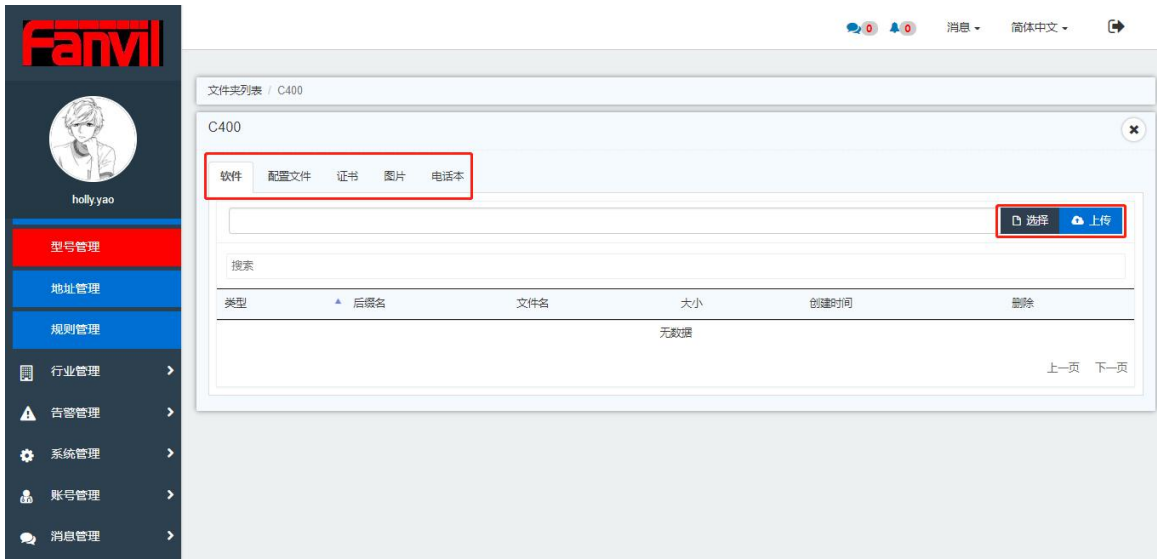 Fanvil
0 0 消息 简体中文
holly.yao
型号管理
地址管理
规则管理
行业管理
告警管理
系统管理
账号管理
消息管理
文件夹列表 / C400
C400
软件 配置文件 证书 图片 电话本
选择 上传
搜索
类型 后缀名 文件名 大小 创建时间 删除
无数据
上一页 下一页